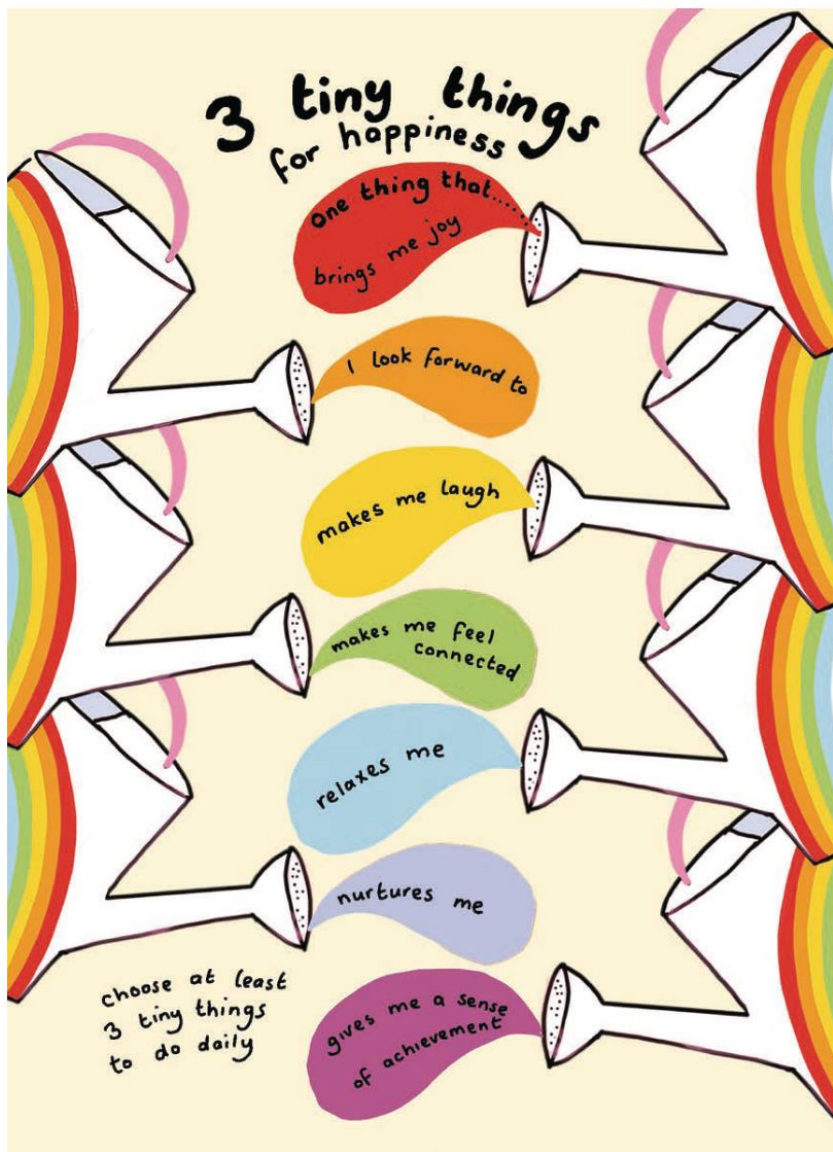 3 tiny things
for happiness
one thing that.....
brings me joy
I look forward to
makes me laugh
makes me feel
connected
relaxes me
nurtures me
choose at least
3 tiny things
to do daily
gives me a sense
of achievement